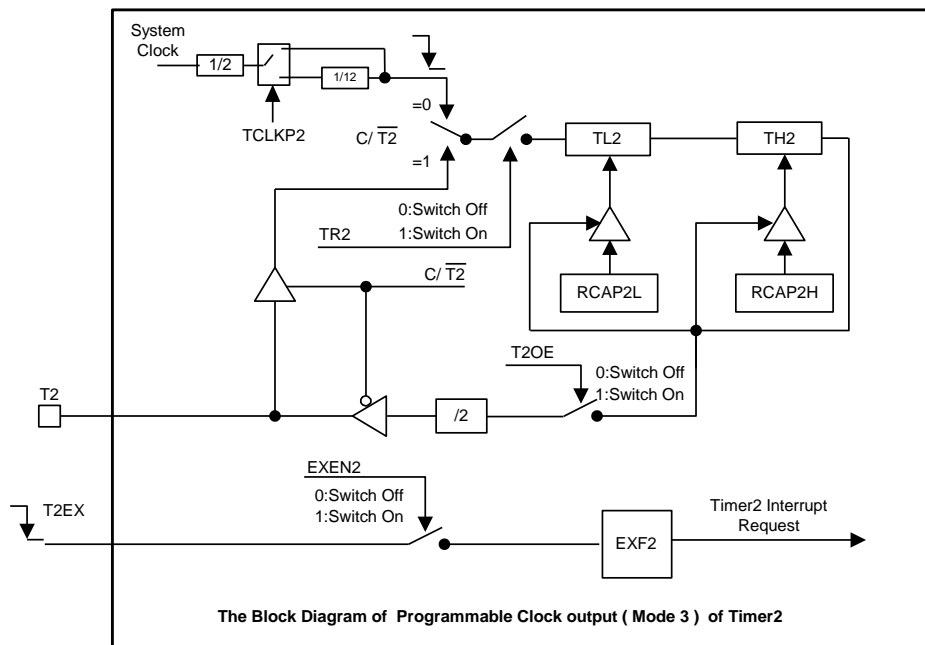 System
Clock
1/2
1/12
TCLKP2
=0
C/ T2
=1
TL2
TH2
0:Switch Off
1:Switch On
TR2
C/ T2
RCAP2L
RCAP2H
T2OE
0:Switch Off
1:Switch On
T2
/2
EXEN2
0:Switch Off
1:Switch On
T2EX
EXF2
Timer2 Interrupt
Request
The Block Diagram of Programmable Clock output ( Mode 3 ) of Timer2